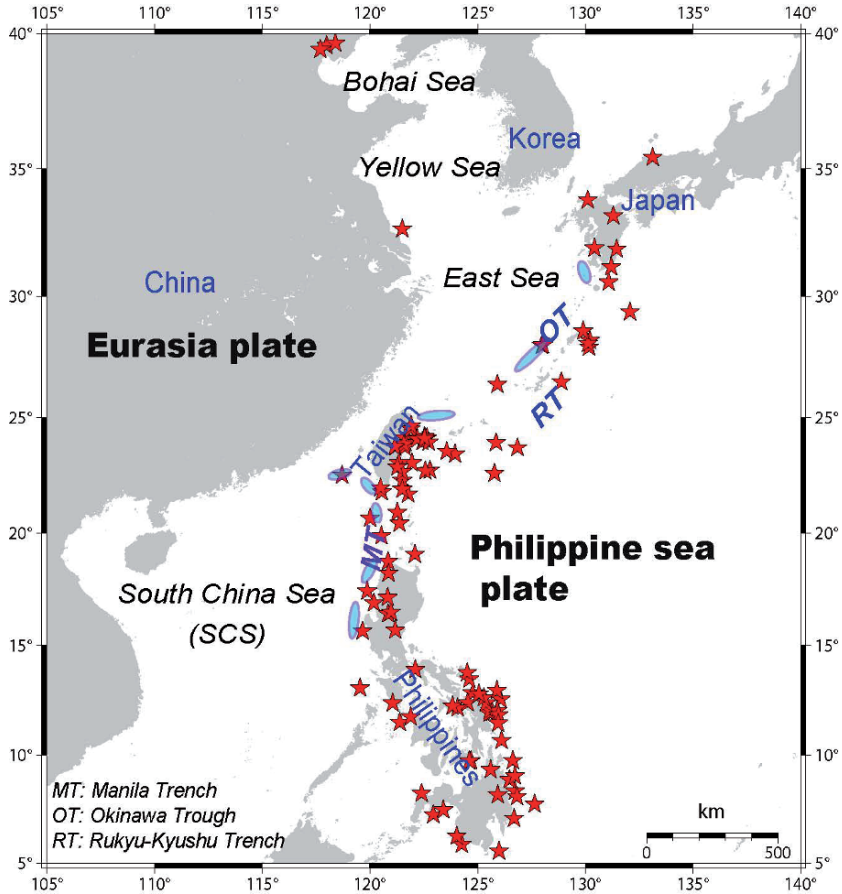 105° 110° 115° 120° 125° 130° 135° 140°
40° 40°
Bohai Sea
Korea
Yellow Sea
35° 35°
Japan
East Sea
China
30° 30°
OT
Eurasia plate
RT
25° 25°
Taiwan
20° 20°
MT
Philippine sea
plate
South China Sea
(SCS)
15° 15°
Philippines
10° 10°
MT: Manila Trench
OT: Okinawa Trough
RT: Rukyu-Kyushu Trench
km
0 500
5° 5°
105° 110° 115° 120° 125° 130° 135° 140°